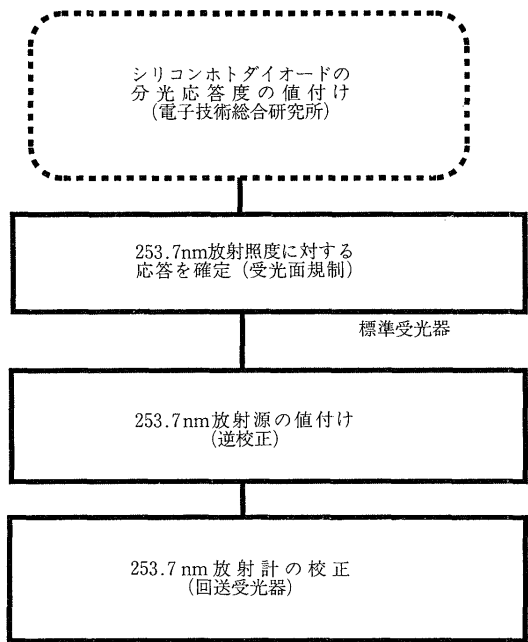 シリコンホトダイオードの
分光応答度の値付け
(電子技術総合研究所)
253.7nm放射照度に対する
応答を確定（受光面規制）
標準受光器
253.7nm放射源の値付け
(逆校正)
253.7nm放射計の校正
(回送受光器)